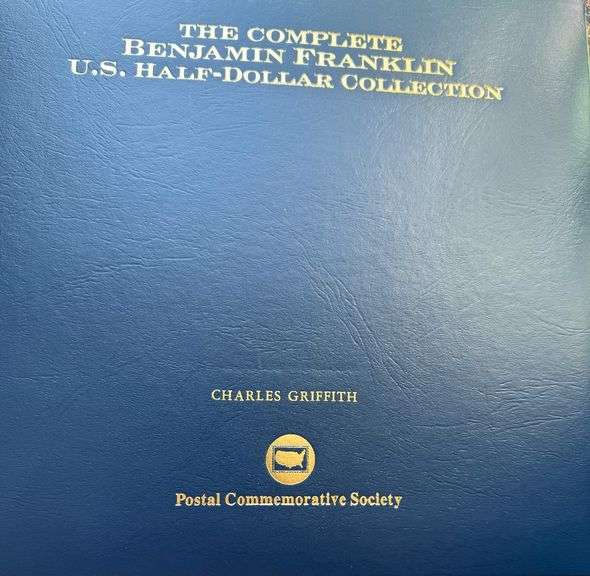 THE COMPLETE
BENJAMIN FRANKLIN
U.S. HALF-DOLLAR COLLECTION
CHARLES GRIFFITH
Postal Commemorative Society